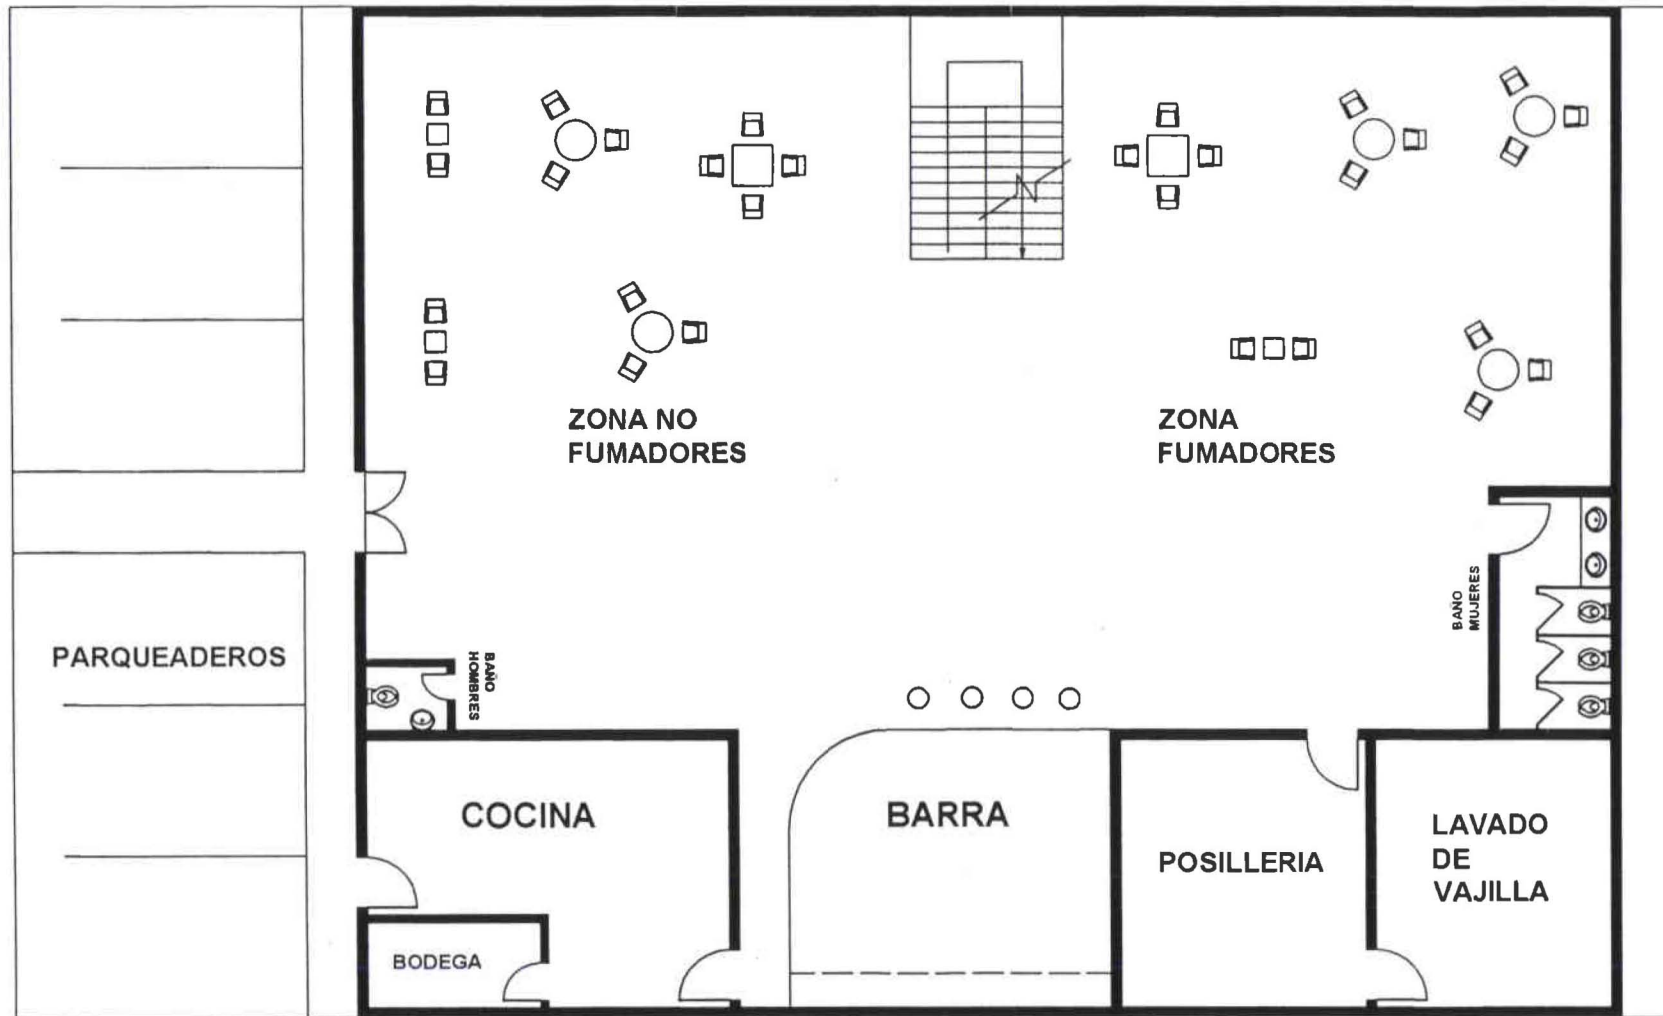 ZONA NO
FUMADORES
ZONA
FUMADORES
BAÑO
MUJERES
PARQUEADEROS
BAÑO
HOMBRES
COCINA
BARRA
POSILLERIA
LAVADO
DE
VAJILLA
BODEGA